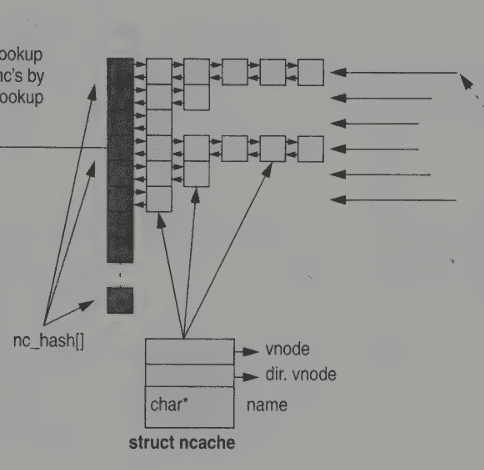 ookup
nc's by
ookup
nc_hash[]
vnode
dir. vnode
char* name
struct ncache